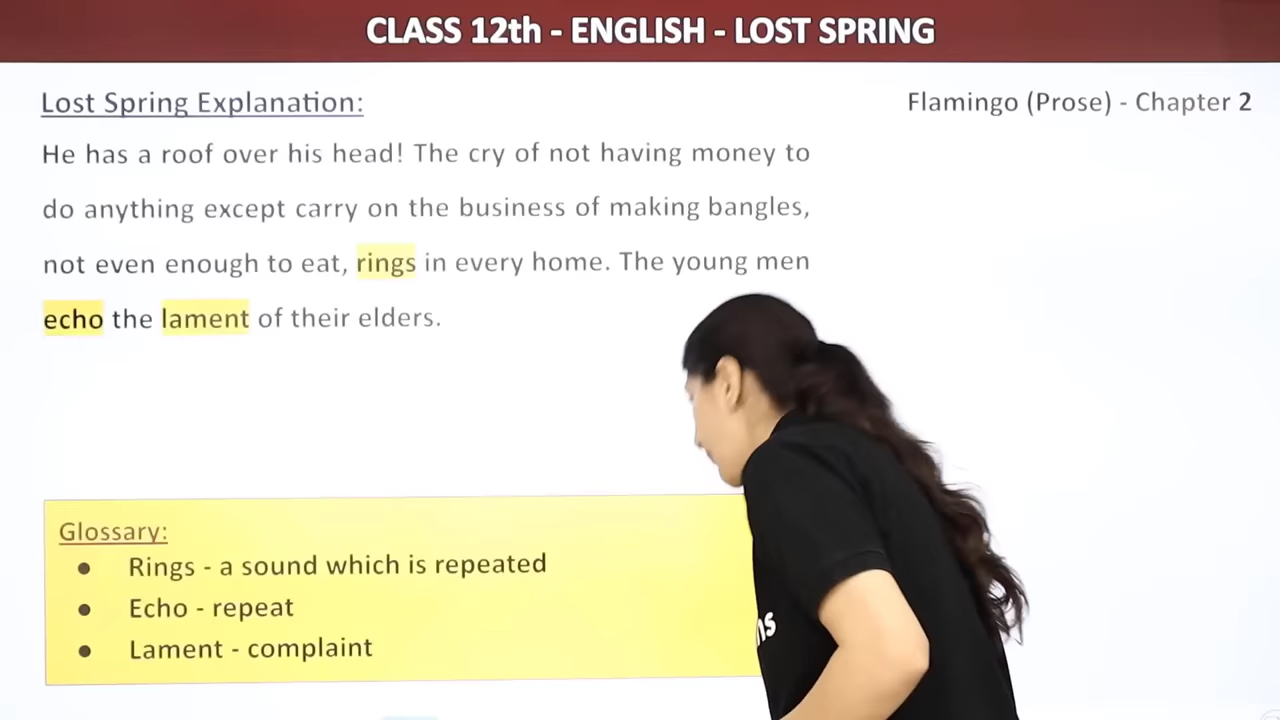 CLASS 12th - ENGLISH - LOST SPRING
Lost Spring Explanation:
Flamingo (Prose) - Chapter 2
He has a roof over his head! The cry of not having money to
do anything except carry on the business of making bangles,
not even enough to eat, rings in every home. The young men
echo the lament of their elders.
Glossary:
● Rings - a sound which is repeated
● Echo - repeat
● Lament - complaint